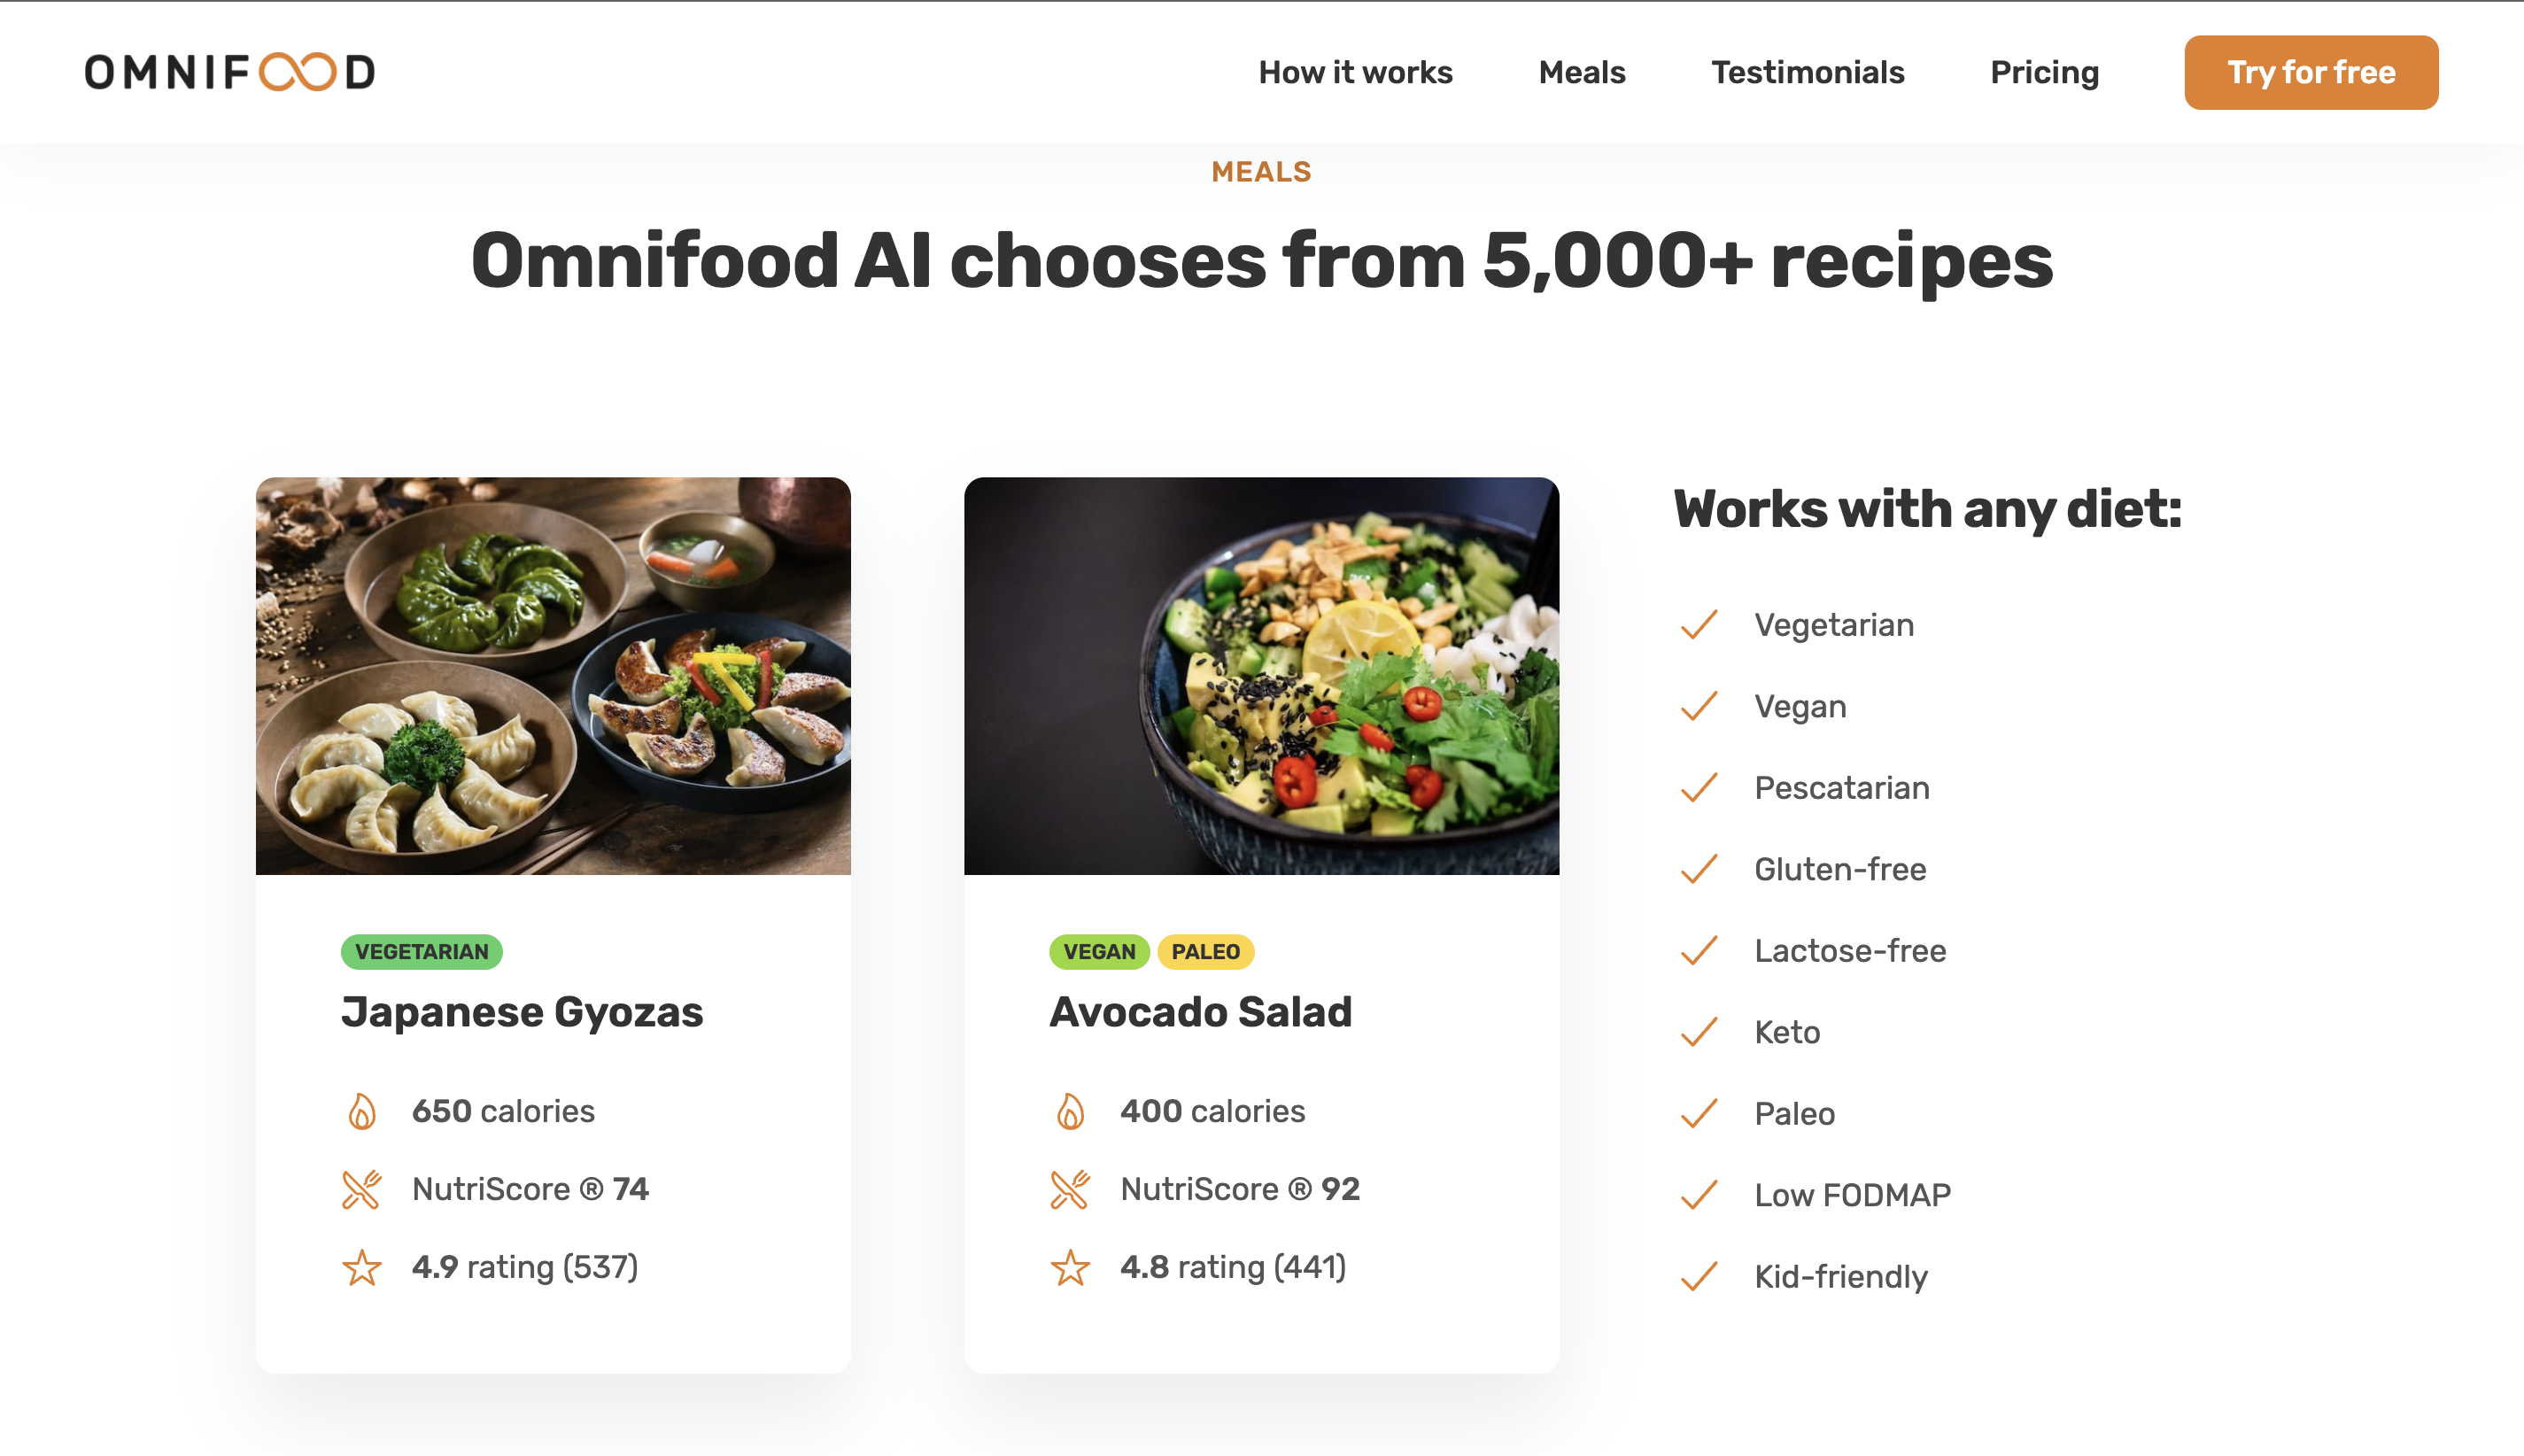 OMNIFOOD
How it works
Meals
Testimonials
Pricing
Try for free
MEALS
Omnifood AI chooses from 5,000+ recipes
VEGETARIAN
Japanese Gyozas
650 calories
NutriScore ® 74
4.9 rating (537)
VEGAN
PALEO
Avocado Salad
400 calories
NutriScore ® 92
4.8 rating (441)
Works with any diet:
Vegetarian
Vegan
Pescatarian
Gluten-free
Lactose-free
Keto
Paleo
Low FODMAP
Kid-friendly